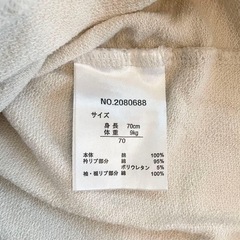 NO.2080688
サイズ
身長 70cm
体重 9kg
70
本体 綿 100%
衿リブ部分 綿 95%
ポリウレタン 5%
袖・裾リブ部分 綿 100%